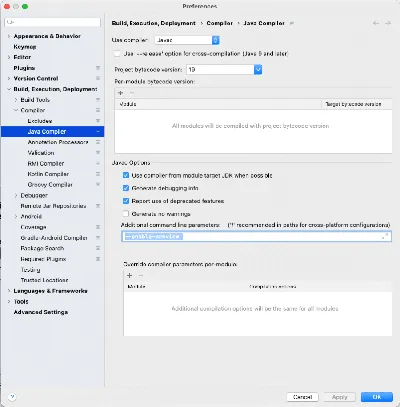 Preferences
Appearance & Behavior
Keymap
Editor
Plugins
Version Control
Build, Execution, Deployment
Build Tools
Compiler
Excludes
Java Compiler
Annotation Processors
Validation
RMI Compiler
Kotlin Compiler
Groovy Compiler
Debugger
Remote Jar Repositories
Android
Coverage
Gradle-Android Compiler
Package Search
Required Plugins
Testing
Trusted Locations
Languages & Frameworks
Tools
Advanced Settings
Build, Execution, Deployment › Compiler › Java Compiler
Use compiler: Javac
Use '--release' option for cross-compilation (Java 9 and later)
Project bytecode version: 19
Per-module bytecode version:
Module Target bytecode version
All modules will be compiled with project bytecode version
Javac Options
Use compiler from module target JDK when possible
Generate debugging info
Report use of deprecated features
Generate no warnings
Additional command line parameters: ('/' recommended in paths for cross-platform configurations)
--enable-preview
Override compiler parameters per-module:
Module Compilation options
Additional compilation options will be the same for all modules
? Cancel Apply OK